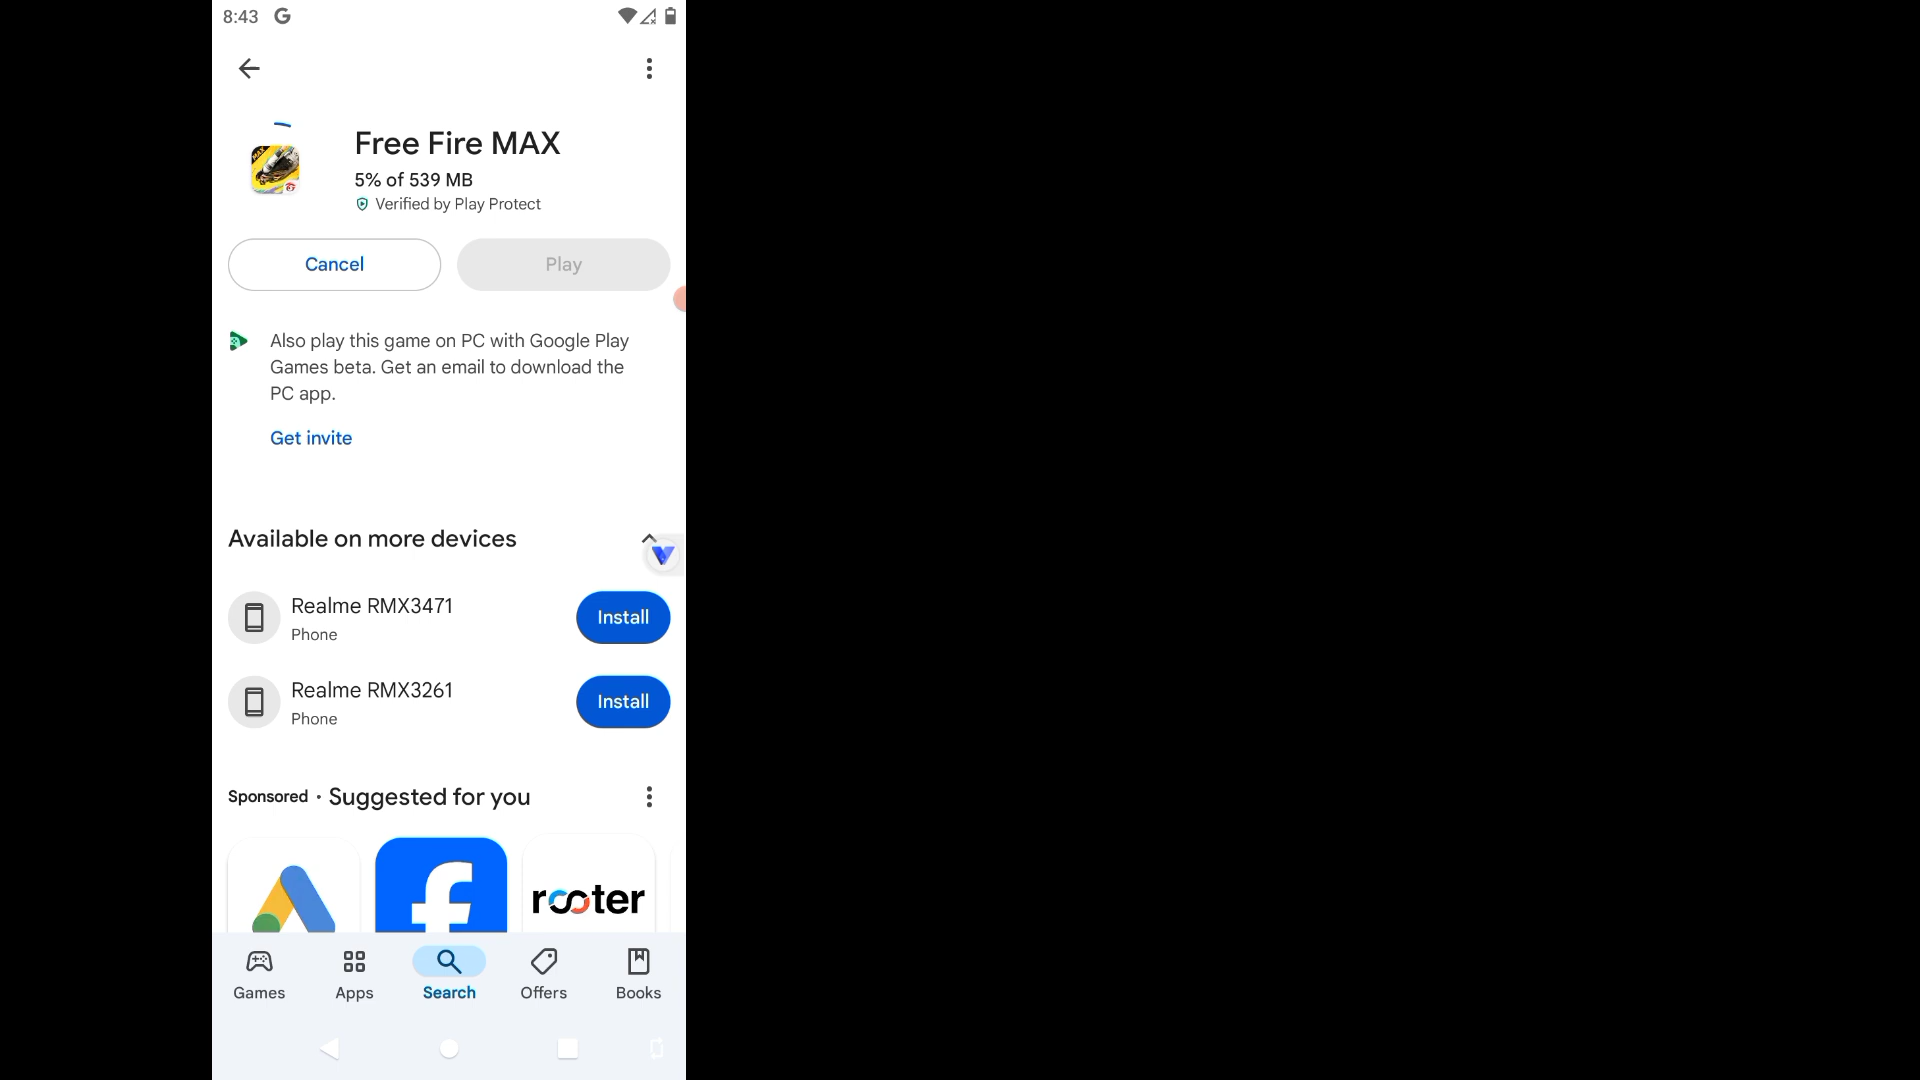 8:43
Free Fire MAX
5% of 539 MB
Verified by Play Protect
Cancel
Play
Also play this game on PC with Google Play
Games beta. Get an email to download the
PC app.
Get invite
Available on more devices
Realme RMX3471
Phone
Install
Realme RMX3261
Phone
Install
Sponsored • Suggested for you
rooter
Games
Apps
Search
Offers
Books